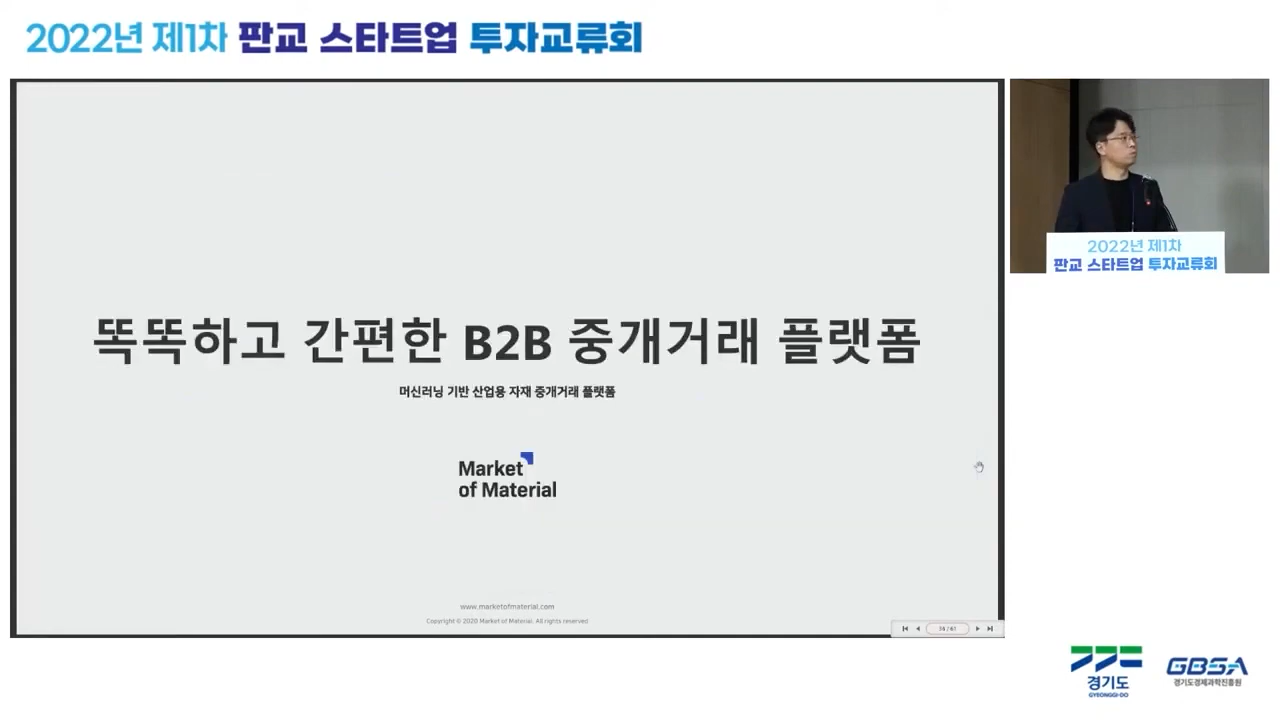 2022년 제1차 판교 스타트업 투자교류회
똑똑하고 간편한 B2B 중개거래 플랫폼
머신러닝 기반 산업용 자재 중개거래 플랫폼
Market
of Material
www.marketofmaterial.com
Copyright © 2020 Market of Material. All rights reserved
2022년 제1차
판교 스타트업 투자교류회
경기도
GYEONGGI-DO
GBSA
경기도경제과학진흥원